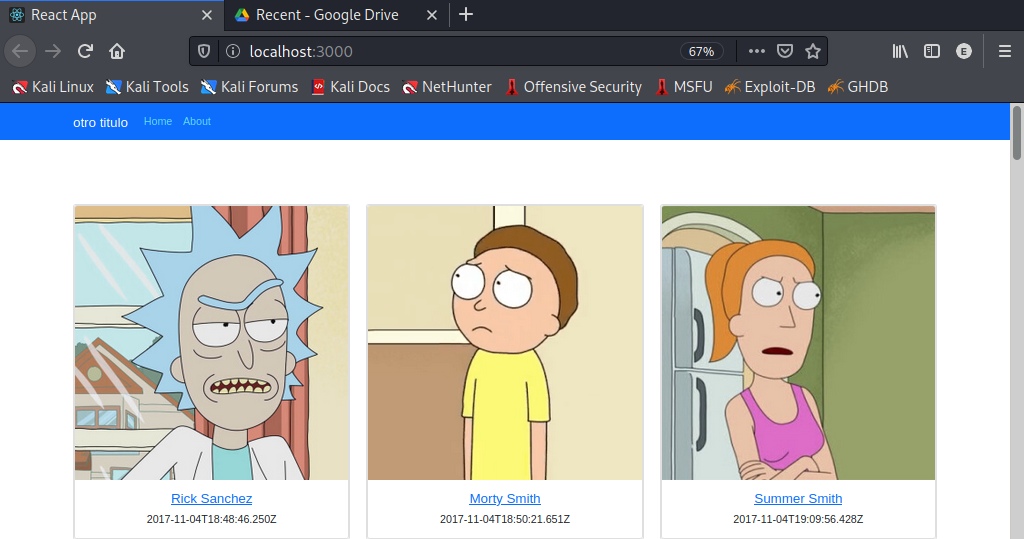 React App
Recent - Google Drive
localhost:3000
67%
E
Kali Linux Kali Tools Kali Forums Kali Docs NetHunter Offensive Security MSFU Exploit-DB GHDB
otro titulo Home About
Rick Sanchez
2017-11-04T18:48:46.250Z
Morty Smith
2017-11-04T18:50:21.651Z
Summer Smith
2017-11-04T19:09:56.428Z